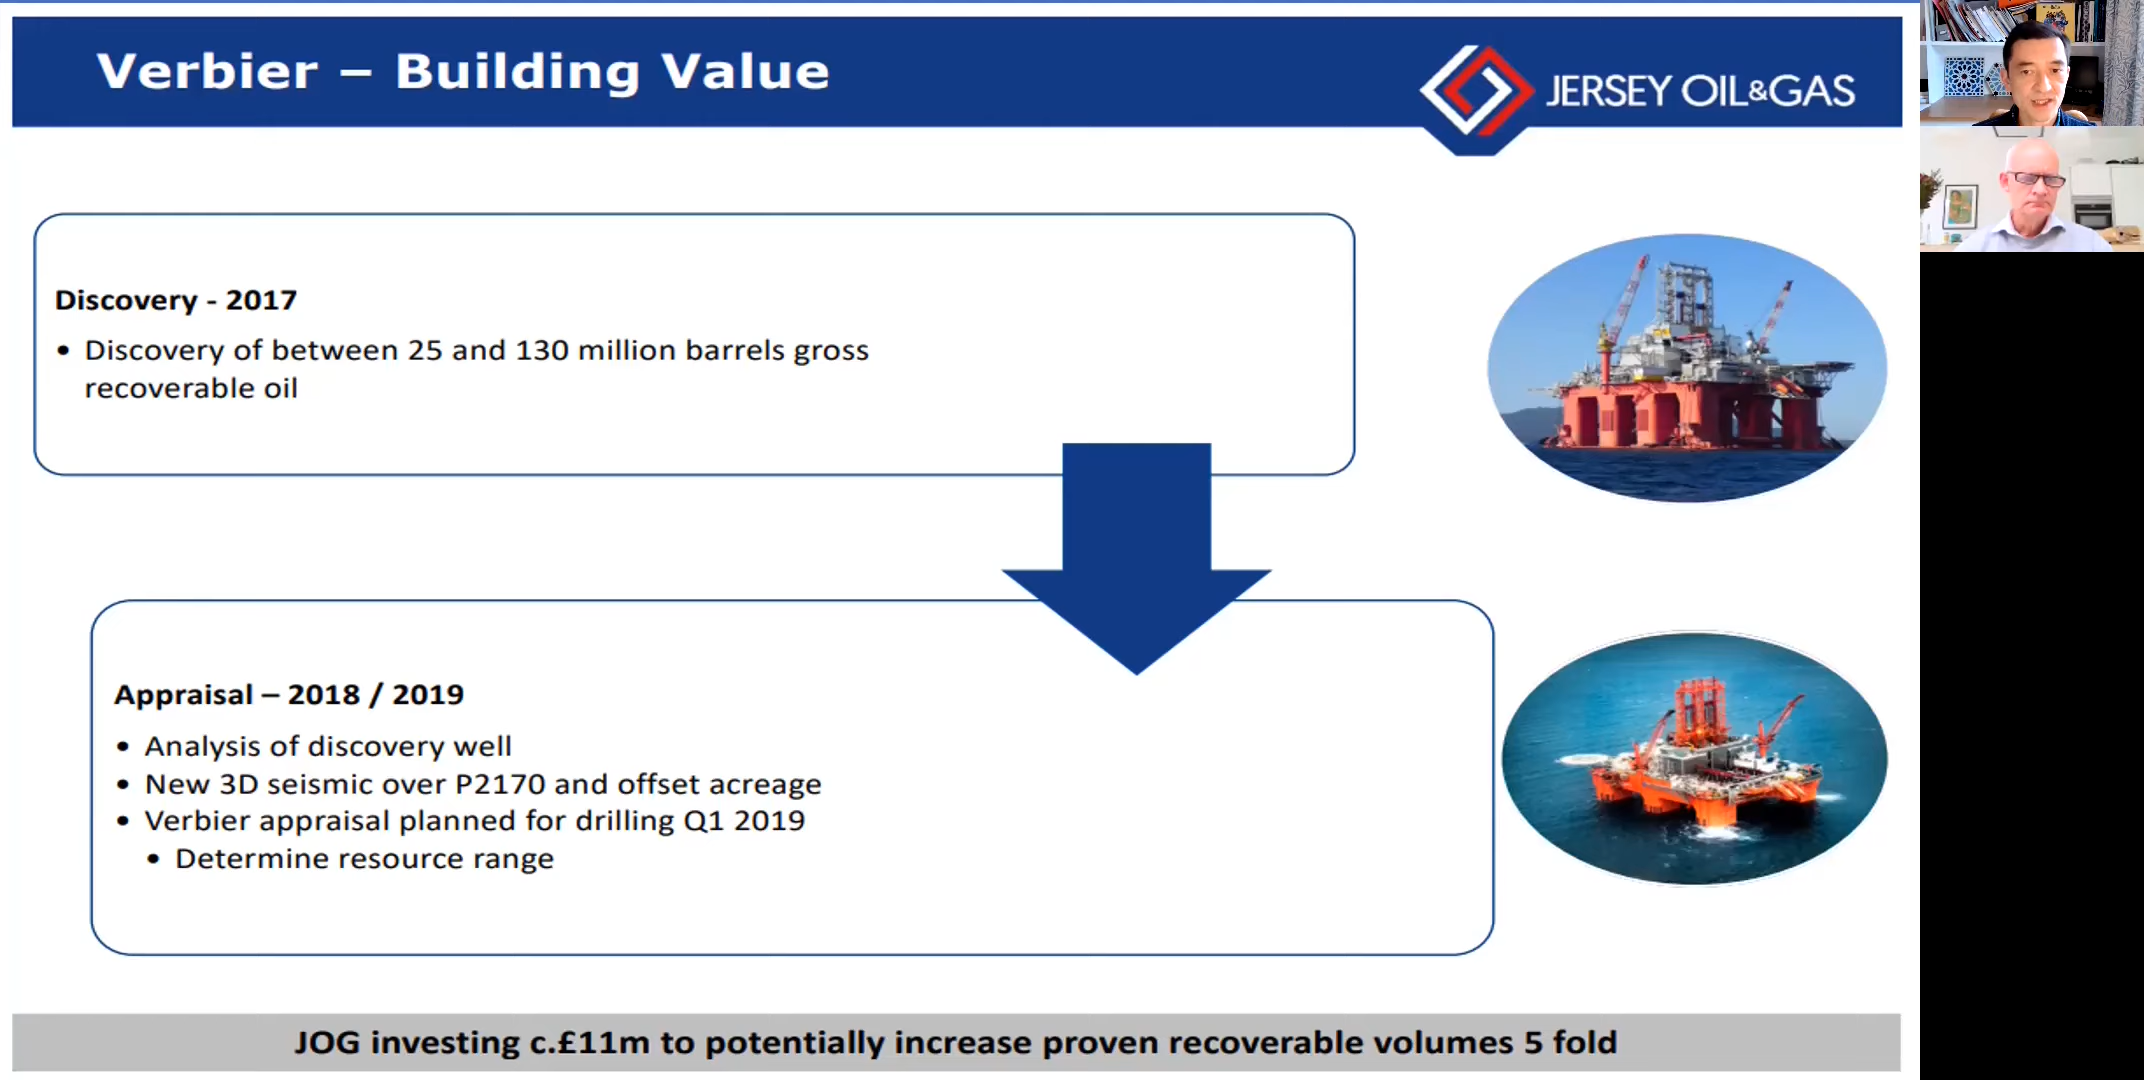 Verbier – Building Value
JERSEY OIL&GAS
Discovery - 2017
• Discovery of between 25 and 130 million barrels gross
recoverable oil
Appraisal – 2018 / 2019
• Analysis of discovery well
• New 3D seismic over P2170 and offset acreage
• Verbier appraisal planned for drilling Q1 2019
• Determine resource range
JOG investing c.£11m to potentially increase proven recoverable volumes 5 fold